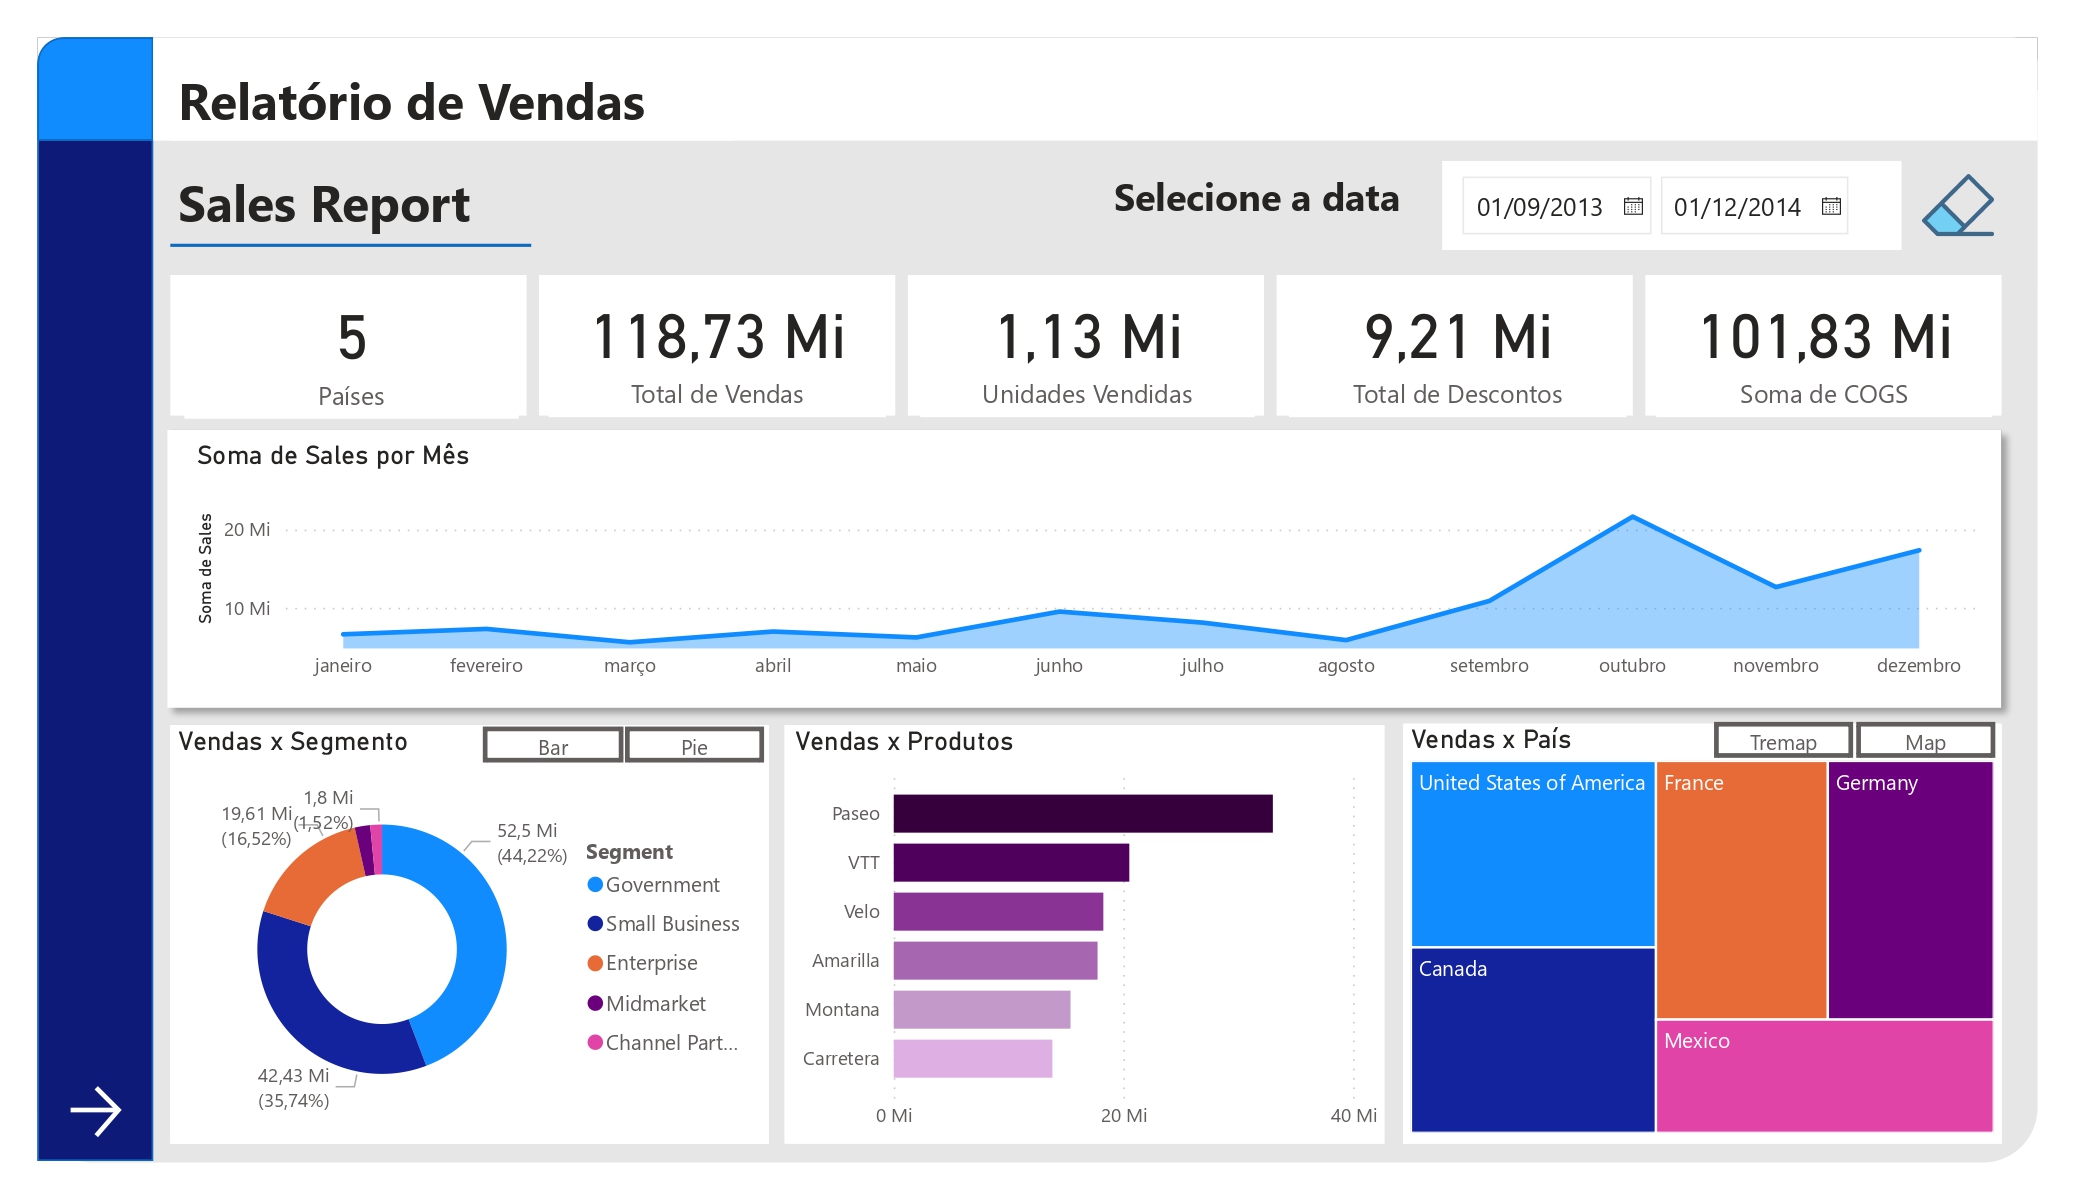 Relatório de Vendas
Sales Report
Selecione a data
01/09/2013
01/12/2014
5
Países
118,73 Mi
Total de Vendas
1,13 Mi
Unidades Vendidas
9,21 Mi
Total de Descontos
101,83 Mi
Soma de COGS
Soma de Sales por Mês
Soma de Sales
20 Mi
10 Mi
janeiro
fevereiro
março
abril
maio
junho
julho
agosto
setembro
outubro
novembro
dezembro
Vendas x Segmento
Bar
Pie
1,8 Mi
(1,52%)
19,61 Mi
(16,52%)
52,5 Mi
(44,22%)
42,43 Mi
(35,74%)
Segment
Government
Small Business
Enterprise
Midmarket
Channel Part...
Vendas x Produtos
Paseo
VTT
Velo
Amarilla
Montana
Carretera
0 Mi
20 Mi
40 Mi
Vendas x País
Tremap
Map
United States of America
France
Germany
Canada
Mexico